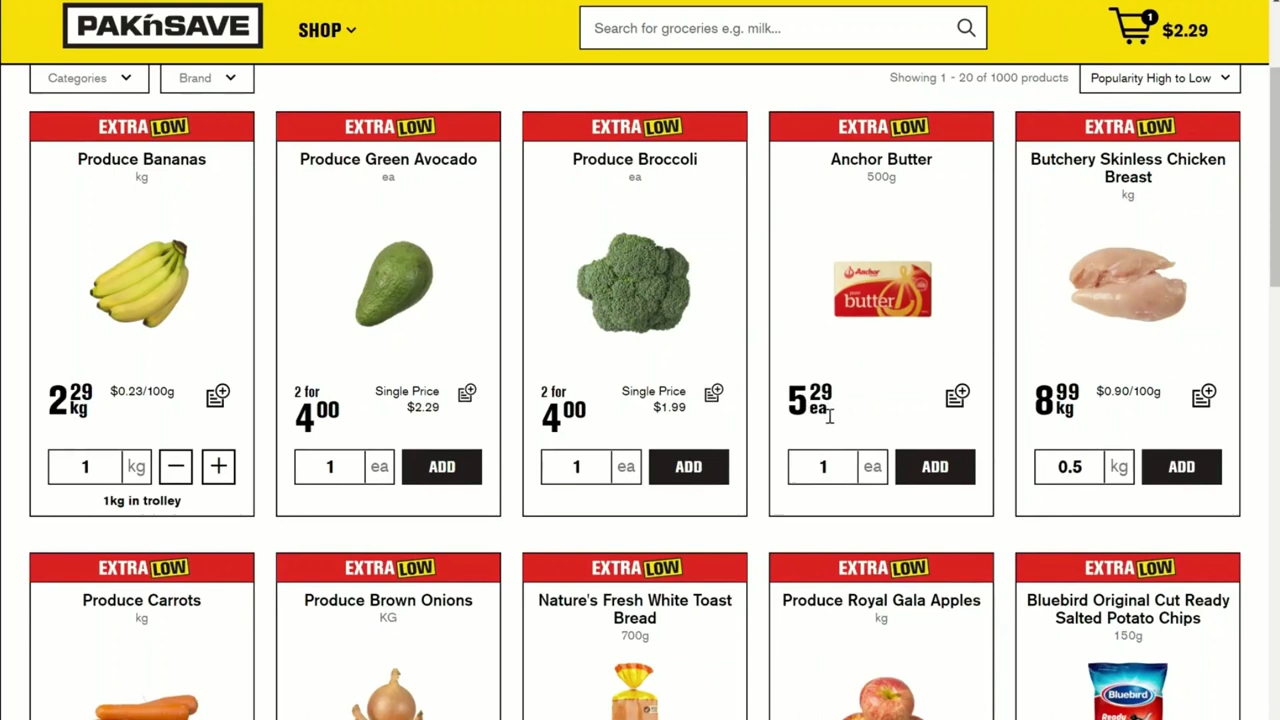 PAK'nSAVE
SHOP
Search for groceries e.g. milk...
1
$2.29
Categories
Brand
Showing 1 - 20 of 1000 products
Popularity High to Low
EXTRA LOW
Produce Bananas
kg
2 29 kg
$0.23/100g
1 kg
1kg in trolley
EXTRA LOW
Produce Green Avocado
ea
2 for
4.00
Single Price
$2.29
1 ea
ADD
EXTRA LOW
Produce Broccoli
ea
2 for
4.00
Single Price
$1.99
1 ea
ADD
EXTRA LOW
Anchor Butter
500g
Anchor
butter
5 29 ea
1 ea
ADD
EXTRA LOW
Butchery Skinless Chicken
Breast
kg
8 99 kg
$0.90/100g
0.5 kg
ADD
EXTRA LOW
Produce Carrots
kg
EXTRA LOW
Produce Brown Onions
KG
EXTRA LOW
Nature's Fresh White Toast
Bread
700g
EXTRA LOW
Produce Royal Gala Apples
kg
EXTRA LOW
Bluebird Original Cut Ready
Salted Potato Chips
150g
Bluebird
Ready